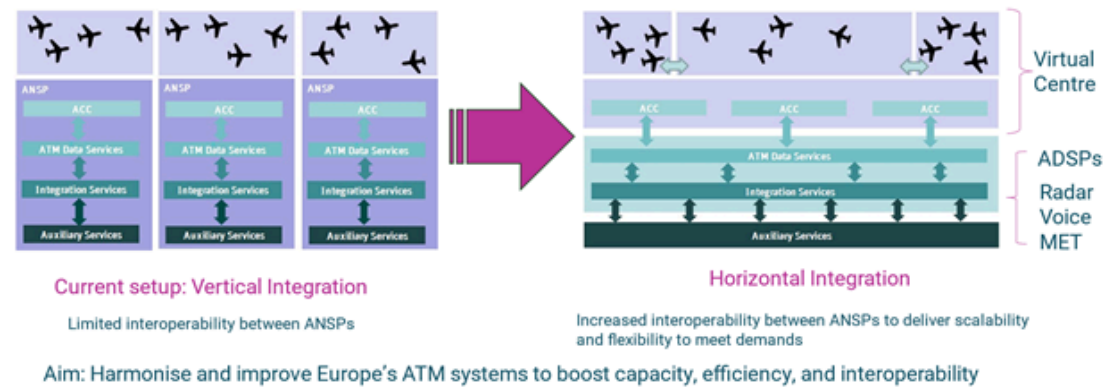 ANSP
ANSP
ANSP
ACC
ACC
ACC
ATM Data Services
ATM Data Services
ATM Data Services
Integration Services
Integration Services
Integration Services
Auxiliary Services
Auxiliary Services
Auxiliary Services
Current setup: Vertical Integration
Limited interoperability between ANSPs
ACC
ACC
ACC
ATM Data Services
Integration Services
Auxiliary Services
Virtual
Centre
ADSPs
Radar
Voice
MET
Horizontal Integration
Increased interoperability between ANSPs to deliver scalability
and flexibility to meet demands
Aim: Harmonise and improve Europe's ATM systems to boost capacity, efficiency, and interoperability